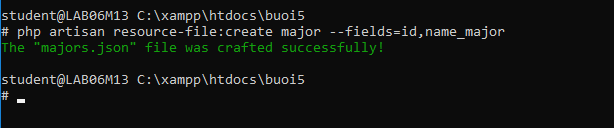 student@LAB06M13 C:\xampp\htdocs\buoi5
# php artisan resource-file:create major --fields=id,name_major
The "majors.json" file was crafted successfully!
student@LAB06M13 C:\xampp\htdocs\buoi5
#